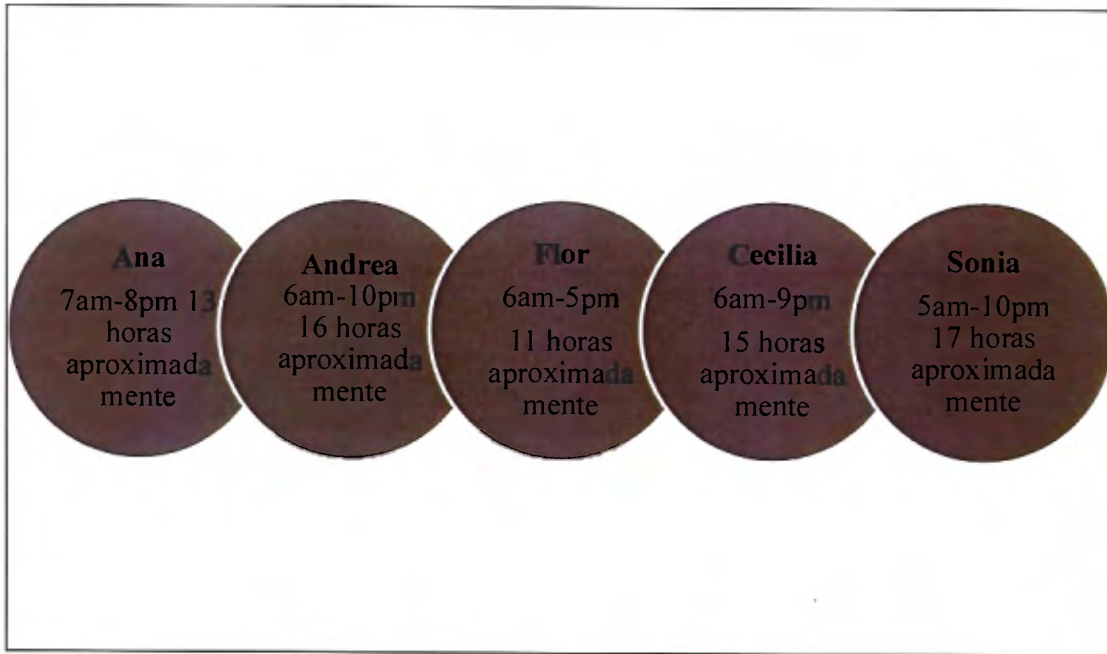 Ana
7am-8pm 13
horas
aproximada
mente
Andrea
6am-10pm
16 horas
aproximada
mente
Flor
6am-5pm
11 horas
aproximada
mente
Cecilia
6am-9pm
15 horas
aproximada
mente
Sonia
5am-10pm
17 horas
aproximada
mente